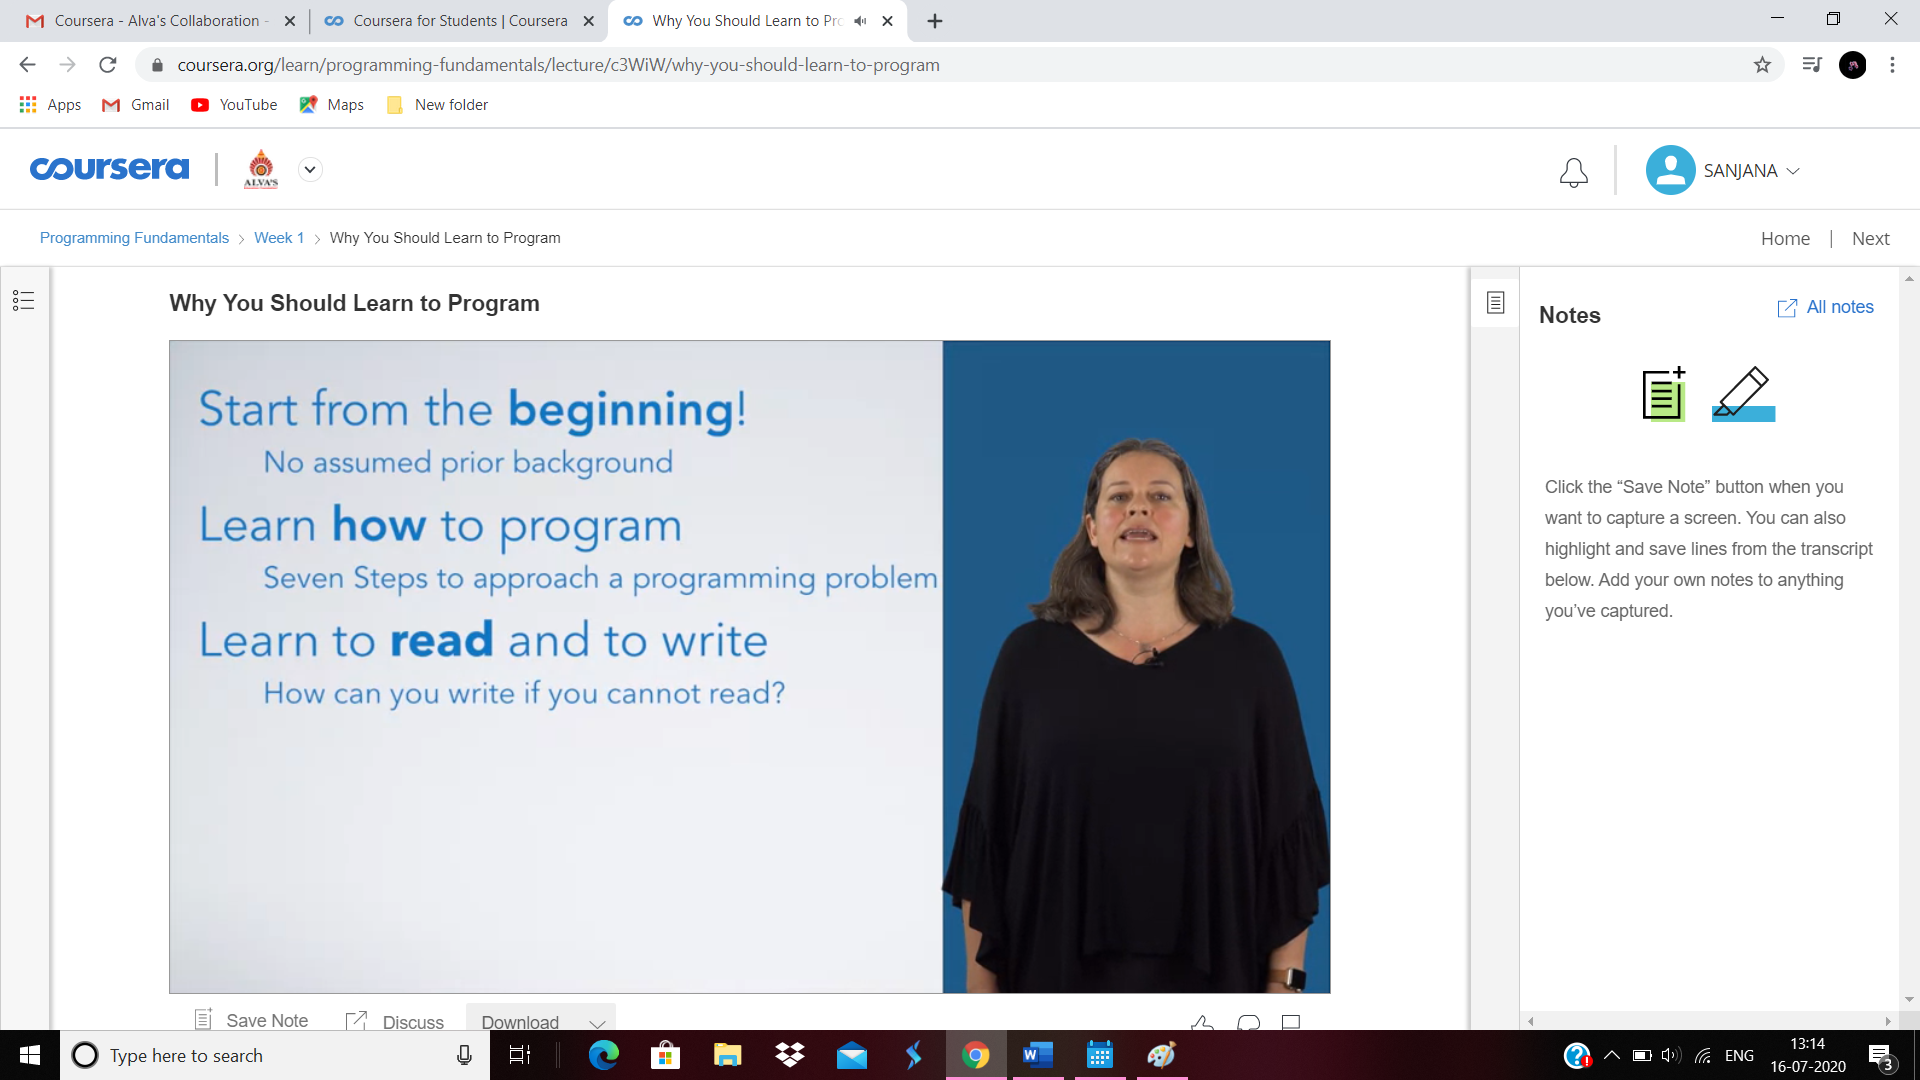 Coursera - Alva's Collaboration -
Coursera for Students | Coursera
Why You Should Learn to Pro
coursera.org/learn/programming-fundamentals/lecture/c3WiW/why-you-should-learn-to-program
Apps
Gmail
YouTube
Maps
New folder
coursera
ALVA'S
SANJANA
Programming Fundamentals
Week 1
Why You Should Learn to Program
Home
Next
Why You Should Learn to Program
Start from the beginning!
No assumed prior background
Learn how to program
Seven Steps to approach a programming problem
Learn to read and to write
How can you write if you cannot read?
Notes
All notes
Click the “Save Note” button when you
want to capture a screen. You can also
highlight and save lines from the transcript
below. Add your own notes to anything
you’ve captured.
Save Note
Discuss
Download
Type here to search
ENG
13:14
16-07-2020
3